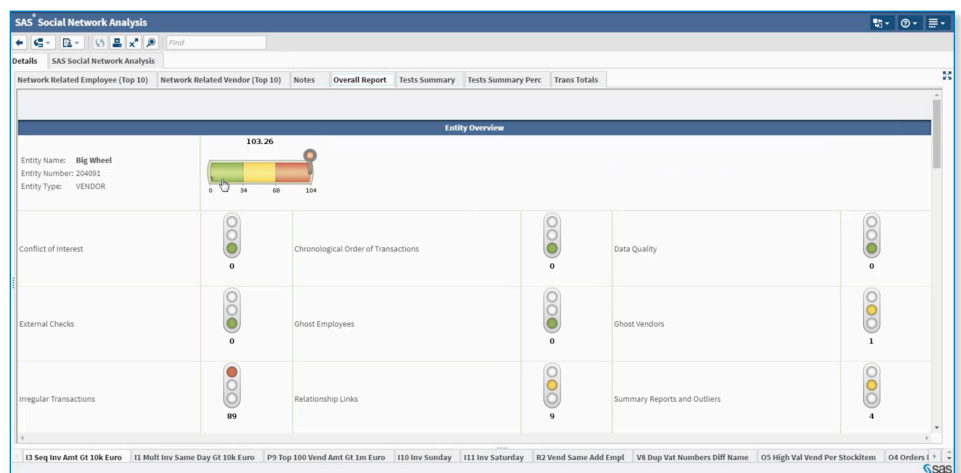 SAS® Social Network Analysis
Find
Details SAS Social Network Analysis
Network Related Employee (Top 10) Network Related Vendor (Top 10) Notes Overall Report Tests Summary Tests Summary Perc Trans Totals
Entity Overview
103.26
Entity Name: Big Wheel
Entity Number: 204091
Entity Type: VENDOR
0 34 68 104
Conflict of Interest
0
Chronological Order of Transactions
0
Data Quality
0
External Checks
0
Ghost Employees
0
Ghost Vendors
1
Irregular Transactions
89
Relationship Links
9
Summary Reports and Outliers
4
I3 Seq Inv Amt Gt 10k Euro I1 Mult Inv Same Day Gt 10k Euro P9 Top 100 Vend Amt Gt 1m Euro I10 Inv Sunday I11 Inv Saturday R2 Vend Same Add Empl V8 Dup Vat Numbers Diff Name O5 High Val Vend Per Stockitem O4 Orders
sas